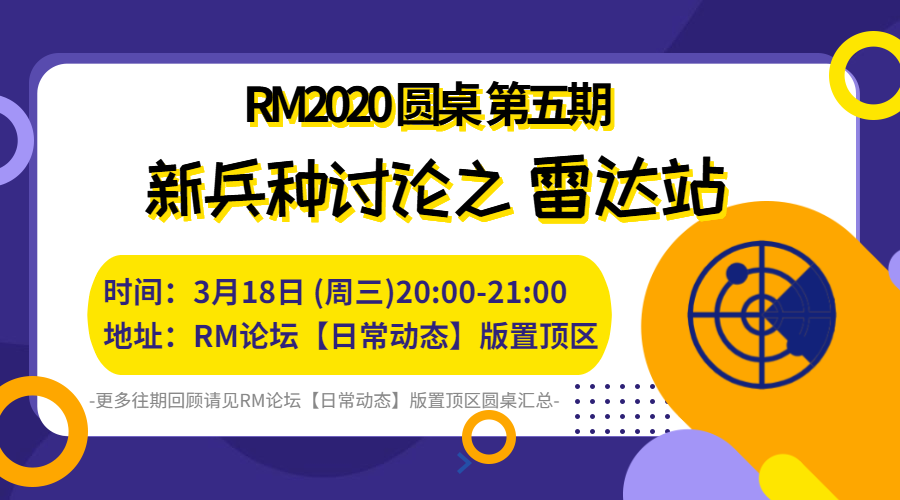 RM2020 圆桌 第五期
新兵种讨论之 雷达站
时间：3月18日 (周三)20:00-21:00
地址：RM论坛【日常动态】版置顶区
-更多往期回顾请见RM论坛【日常动态】版置顶区圆桌汇总-